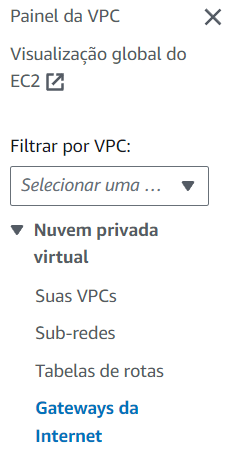 Painel da VPC
Visualização global do
EC2
Filtrar por VPC:
Selecionar uma ...
Nuvem privada
virtual
Suas VPCs
Sub-redes
Tabelas de rotas
Gateways da
Internet